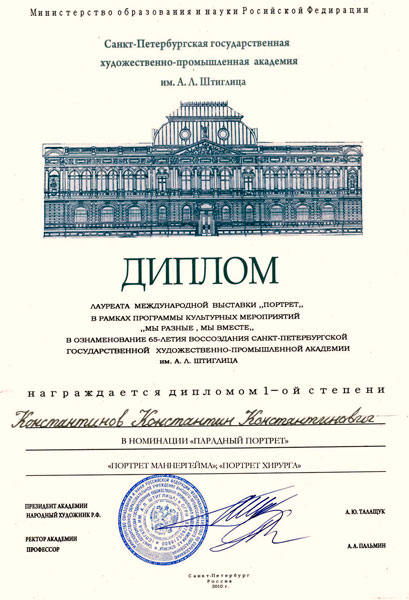 Министерство образования и науки Росийской Федерации
Санкт-Петербургская государственная
художественно-промышленная академия
им. А. Л. Штиглица
ДИПЛОМ
ЛАУРЕАТА МЕЖДУНАРОДНОЙ ВЫСТАВКИ „ПОРТРЕТ„
В РАМКАХ ПРОГРАММЫ КУЛЬТУРНЫХ МЕРОПРИЯТИЙ
„МЫ РАЗНЫЕ , МЫ ВМЕСТЕ„
В ОЗНАМЕНОВАНИЕ 65-ЛЕТИЯ ВОССОЗДАНИЯ САНКТ-ПЕТЕРБУРГСКОЙ
ГОСУДАРСТВЕННОЙ ХУДОЖЕСТВЕННО-ПРОМЫШЛЕННОЙ АКАДЕМИИ
им. А. Л. ШТИГЛИЦА
награждается дипломом 1-ой степени
Константинов Константин Константинович
В НОМИНАЦИИ «ПАРАДНЫЙ ПОРТРЕТ»
«ПОРТРЕТ МАННЕРГЕЙМА»; «ПОРТРЕТ ХИРУРГА»
ПРЕЗИДЕНТ АКАДЕМИИ
НАРОДНЫЙ ХУДОЖНИК Р.Ф.
А. Ю. ТАЛАЩУК
РЕКТОР АКАДЕМИИ
ПРОФЕССОР
А.А. ПАЛЬМИН
Санкт-Петербург
Россия
2010 г.